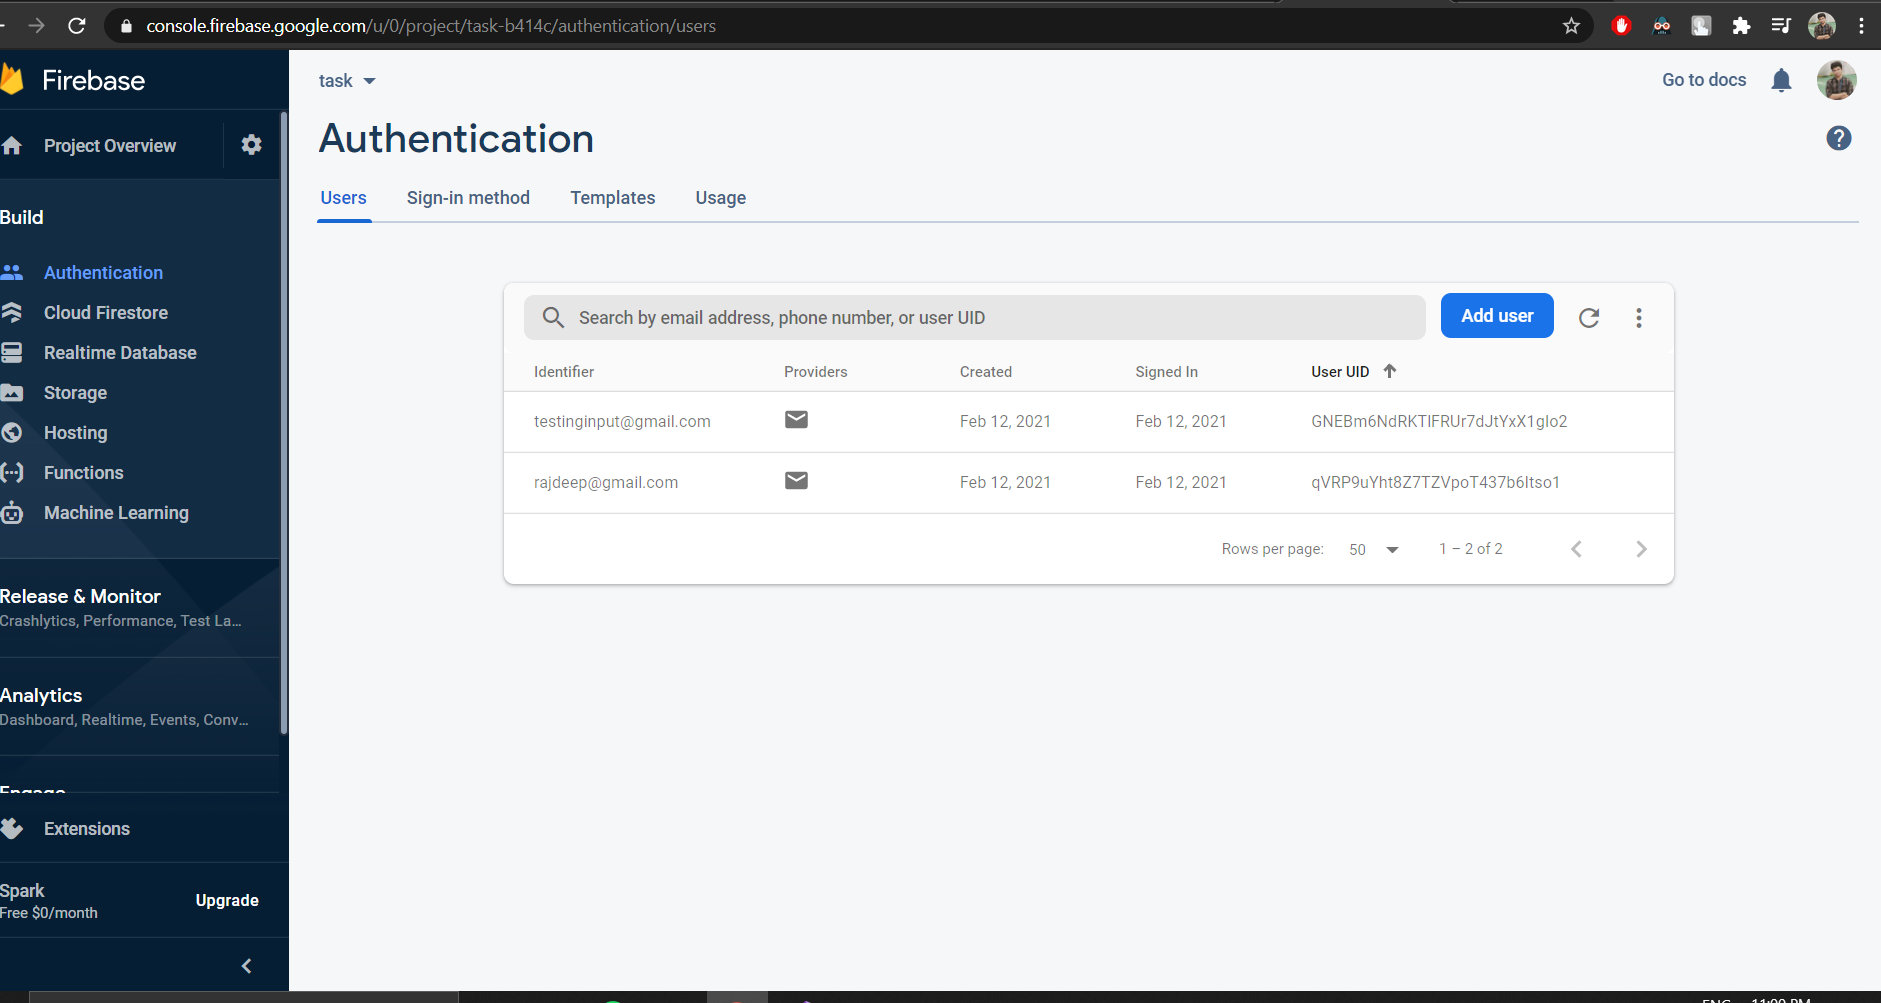 console.firebase.google.com/u/0/project/task-b414c/authentication/users
Firebase
Project Overview
Build
Authentication
Cloud Firestore
Realtime Database
Storage
Hosting
Functions
Machine Learning
Release & Monitor
Crashlytics, Performance, Test La...
Analytics
Dashboard, Realtime, Events, Conv...
Engage
Extensions
Spark
Free $0/month
Upgrade
task
Go to docs
Authentication
Users Sign-in method Templates Usage
Search by email address, phone number, or user UID
Add user
Identifier Providers Created Signed In User UID
testinginput@gmail.com Feb 12, 2021 Feb 12, 2021 GNEBm6NdRKTIFRUr7dJtYxX1glo2
rajdeep@gmail.com Feb 12, 2021 Feb 12, 2021 qVRP9uYht8Z7TZVpoT437b6Itso1
Rows per page: 50 1 – 2 of 2
ENG 11:00 PM